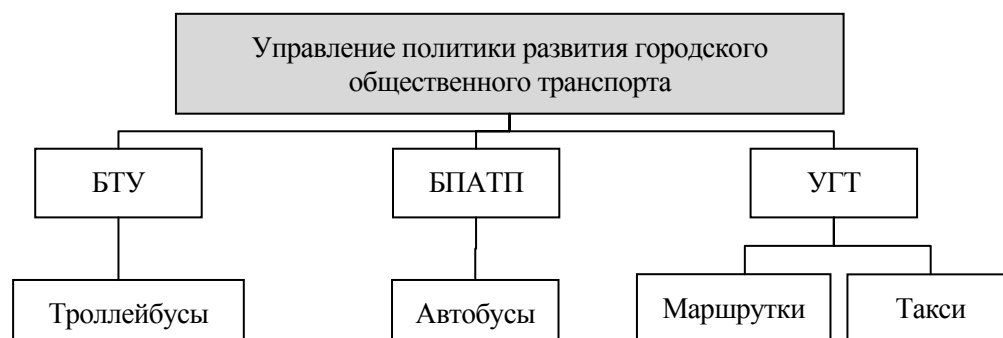 Управление политики развития городского
общественного транспорта
БТУ
БПАТП
УГТ
Троллейбусы
Автобусы
Маршрутки
Такси